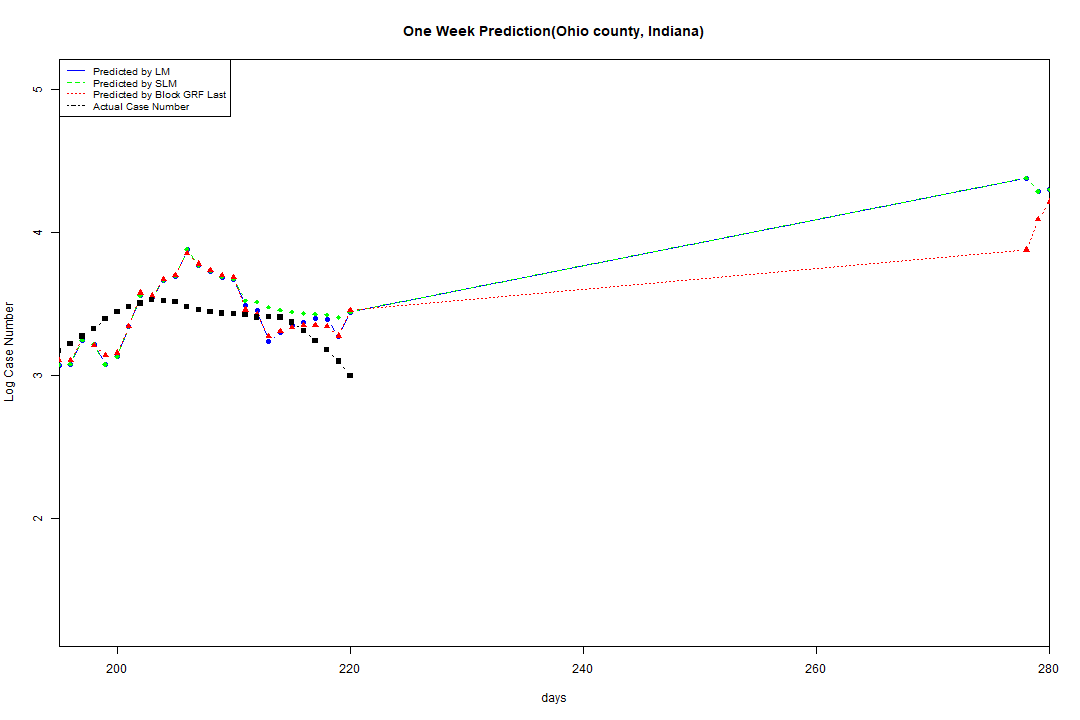 One Week Prediction(Ohio county, Indiana)
Predicted by LM
Predicted by SLM
Predicted by Block GRF Last
Actual Case Number
5
4
3
2
Log Case Number
200 220 240 260 280
days